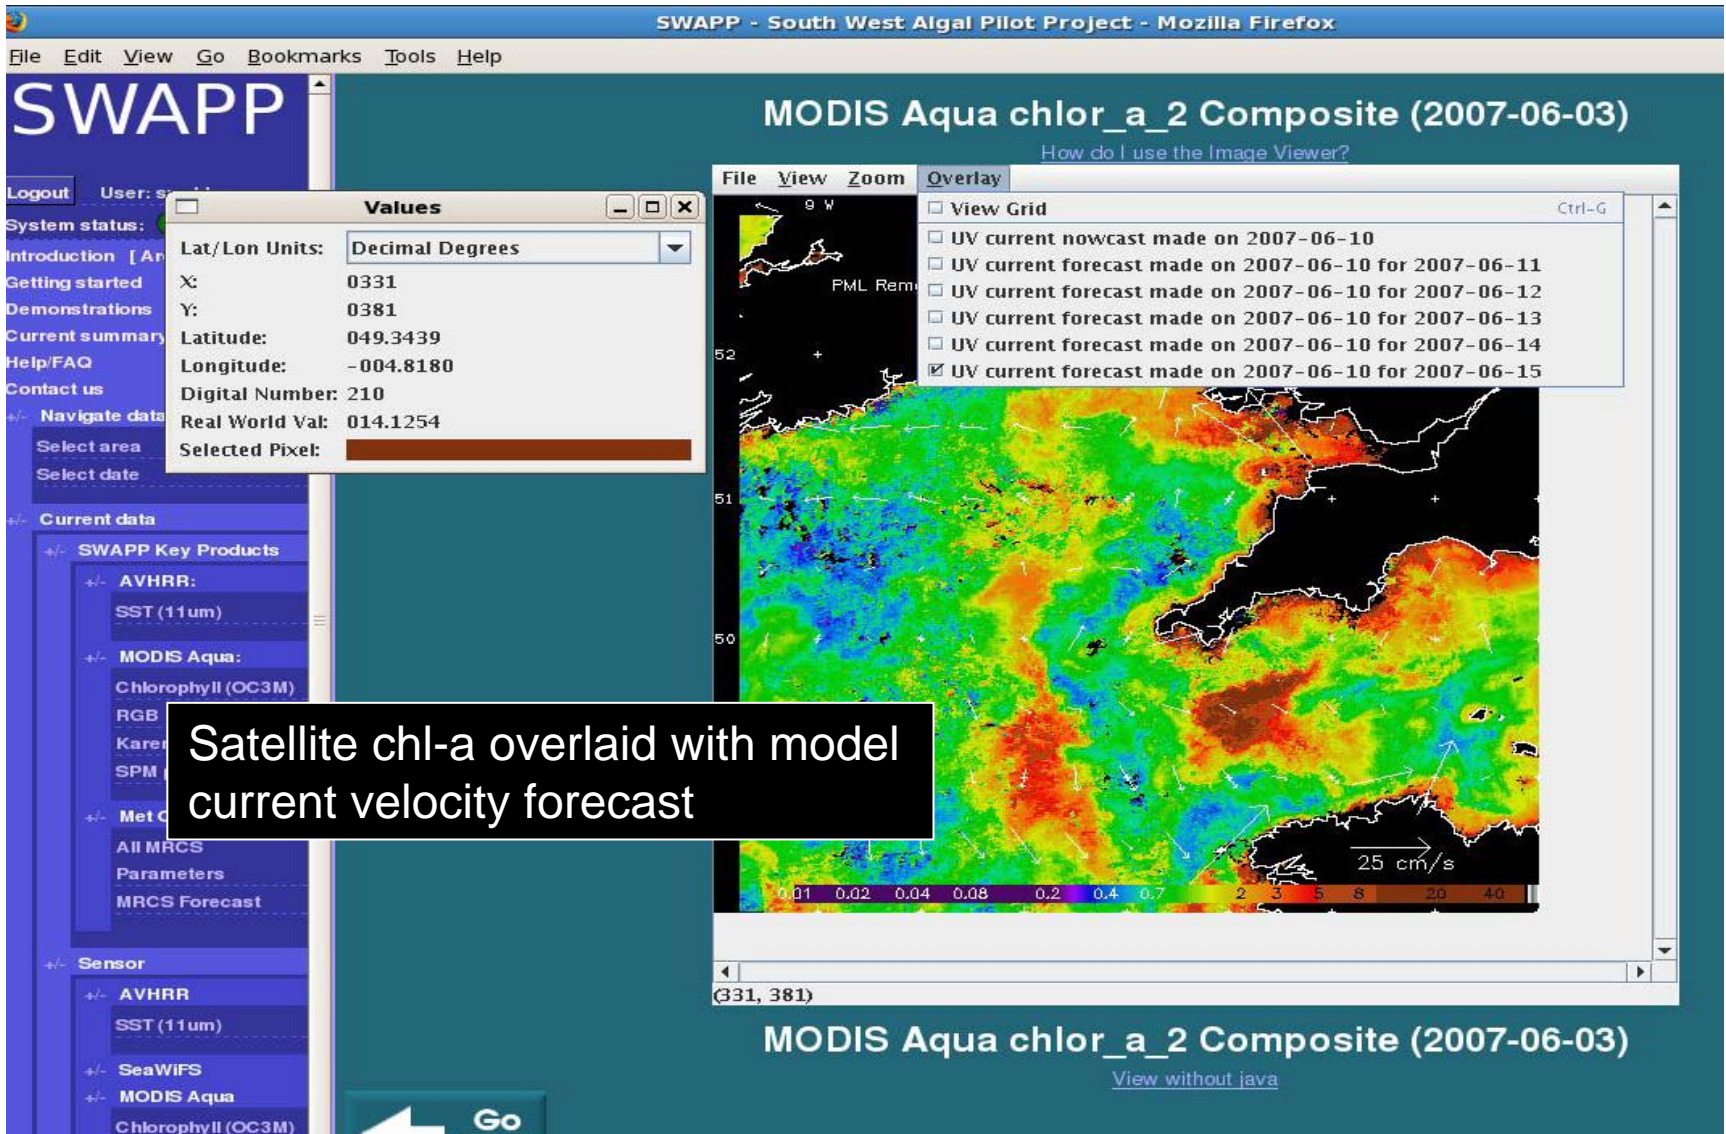 SWAPP - South West Algal Pilot Project - Mozilla Firefox
File Edit View Go Bookmarks Tools Help
SWAPP
Logout User:
System status:
Introduction
Getting started
Demonstrations
Current summary
Help/FAQ
Contact us
+/- Navigate data
Select area
Select date
+/- Current data
+/- SWAPP Key Products
+/- AVHRR:
SST (11um)
+/- MODIS Aqua:
Chlorophyll (OC3M)
RGB
SPM
+/- Met
All MRCS
Parameters
MRCS Forecast
+/- Sensor
+/- AVHRR
SST (11um)
+/- SeaWiFS
+/- MODIS Aqua
Chlorophyll (OC3M)
Values
Lat/Lon Units: Decimal Degrees
X: 0331
Y: 0381
Latitude: 049.3439
Longitude: -004.8180
Digital Number: 210
Real World Val: 014.1254
Selected Pixel:
Satellite chl-a overlaid with model
current velocity forecast
MODIS Aqua chlor_a_2 Composite (2007-06-03)
How do I use the Image Viewer?
File View Zoom Overlay
View Grid Ctrl-G
UV current nowcast made on 2007-06-10
UV current forecast made on 2007-06-10 for 2007-06-11
UV current forecast made on 2007-06-10 for 2007-06-12
UV current forecast made on 2007-06-10 for 2007-06-13
UV current forecast made on 2007-06-10 for 2007-06-14
UV current forecast made on 2007-06-10 for 2007-06-15
9 W
PML
52
51
50
25 cm/s
0.01 0.02 0.04 0.08 0.2 0.4 0.7 2 3 5 8 20 40
(331, 381)
MODIS Aqua chlor_a_2 Composite (2007-06-03)
View without java
Go